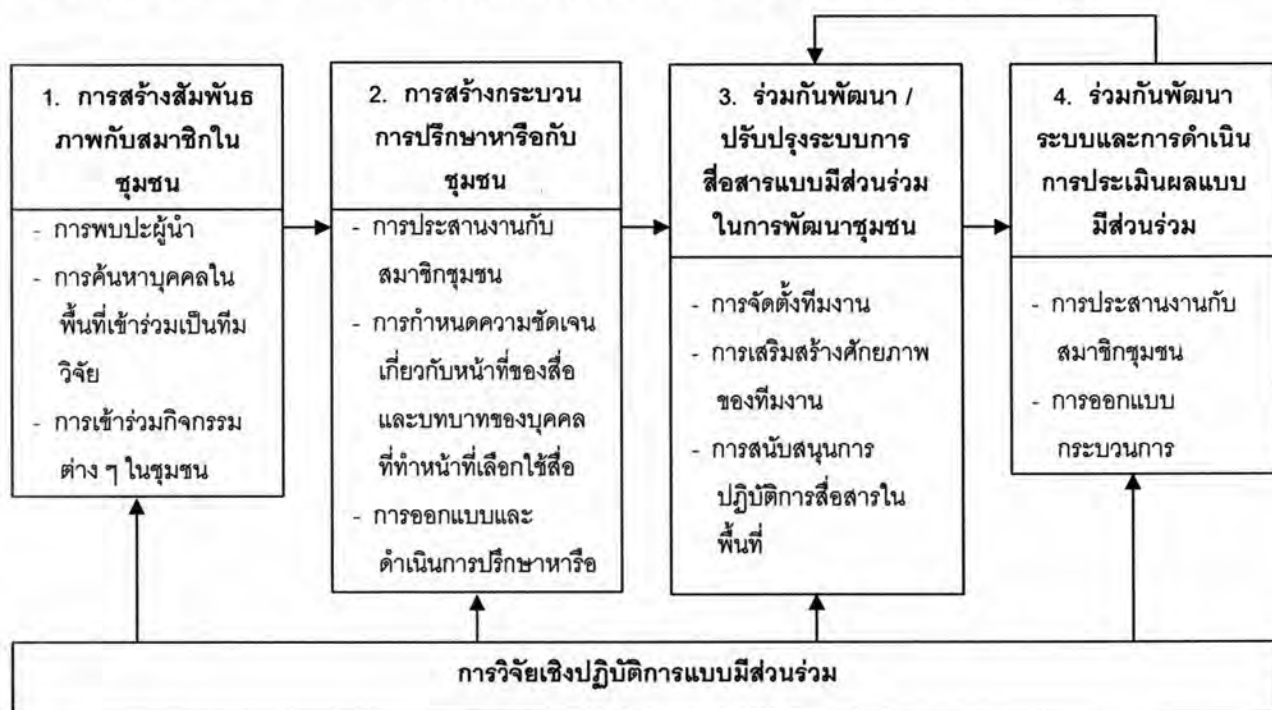 1. การสร้างสัมพันธ
ภาพกับสมาชิกใน
ชุมชน
- การพบปะผู้นำ
- การค้นหาบุคคลใน
พื้นที่เข้าร่วมเป็นทีม
วิจัย
- การเข้าร่วมกิจกรรม
ต่าง ๆ ในชุมชน
2. การสร้างกระบวน
การปรึกษาหารือกับ
ชุมชน
- การประสานงานกับ
สมาชิกชุมชน
- การกำหนดความชัดเจน
เกี่ยวกับหน้าที่ของสื่อ
และบทบาทของบุคคล
ที่ทำหน้าที่เลือกใช้สื่อ
- การออกแบบและ
ดำเนินการปรึกษาหารือ
3. ร่วมกันพัฒนา /
ปรับปรุงระบบการ
สื่อสารแบบมีส่วนร่วม
ในการพัฒนาชุมชน
- การจัดตั้งทีมงาน
- การเสริมสร้างศักยภาพ
ของทีมงาน
- การสนับสนุนการ
ปฏิบัติการสื่อสารใน
พื้นที่
4. ร่วมกันพัฒนา
ระบบและการดำเนิน
การประเมินผลแบบ
มีส่วนร่วม
- การประสานงานกับ
สมาชิกชุมชน
- การออกแบบ
กระบวนการ
การวิจัยเชิงปฏิบัติการแบบมีส่วนร่วม